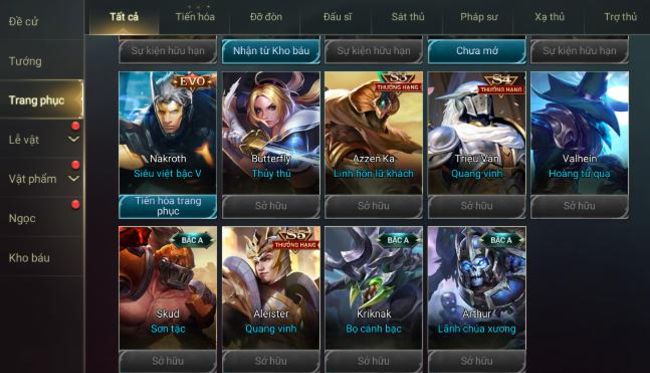 Đề cứ
Tướng
Trang phục
Lễ vật
Vật phẩm
Ngọc
Kho báu
Tất cả
Tiến hóa
Đỡ đòn
Đấu sĩ
Sát thủ
Pháp sư
Xạ thủ
Trợ thủ
Sự kiện hữu hạn
Nhận từ Kho báu
Sự kiện hữu hạn
Chưa mở
Sự kiện hữu hạn
EVO
Nakroth
Siêu việt bậc V
Tiến hóa trang
phục
Butterfly
Thủy thủ
Sở hữu
S3
THƯỞNG HẠNG
Azzen'Ka
Linh hồn lữ khách
Sở hữu
S4
THƯỞNG HẠNG
Triệu Vân
Quang vinh
Sở hữu
Valhein
Hoàng tử quạ
Sở hữu
BẬC A
Skud
Sơn tặc
Sở hữu
S5
THƯỞNG HẠNG
Aleister
Quang vinh
Sở hữu
BẬC A
Kriknak
Bọ cánh bạc
Sở hữu
BẬC A
Arthur
Lãnh chúa xương
Sở hữu